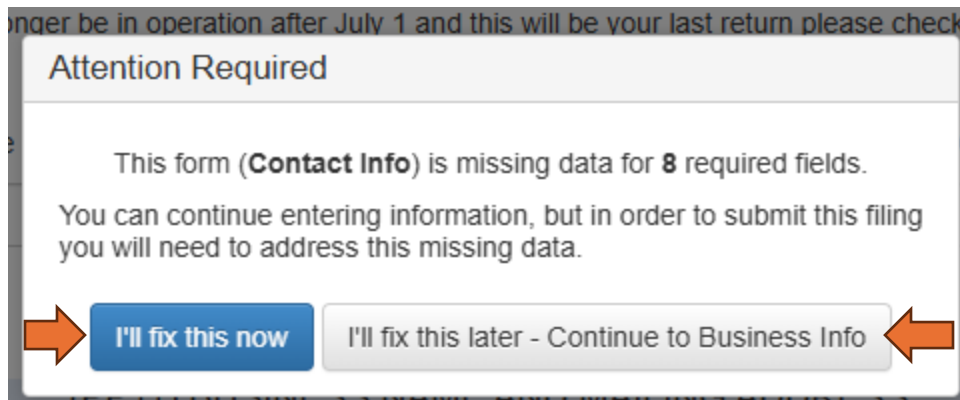 onger be in operation after July 1 and this will be your last return please check
Attention Required
This form (Contact Info) is missing data for 8 required fields.
You can continue entering information, but in order to submit this filing
you will need to address this missing data.
I'll fix this now
I'll fix this later - Continue to Business Info